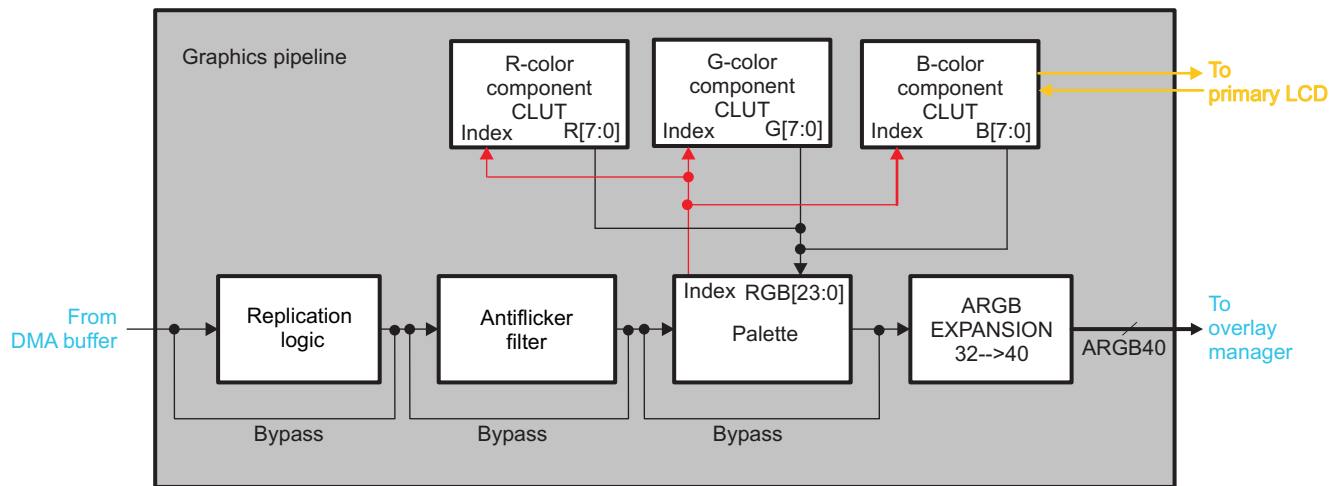 Graphics pipeline
R-color
component
CLUT
Index
R[7:0]
G-color
component
CLUT
Index
G[7:0]
B-color
component
CLUT
Index
B[7:0]
To
primary LCD
From
DMA buffer
Replication
logic
Antiflicker
filter
Index
RGB[23:0]
Palette
ARGB
EXPANSION
32-->40
ARGB40
To
overlay
manager
Bypass
Bypass
Bypass